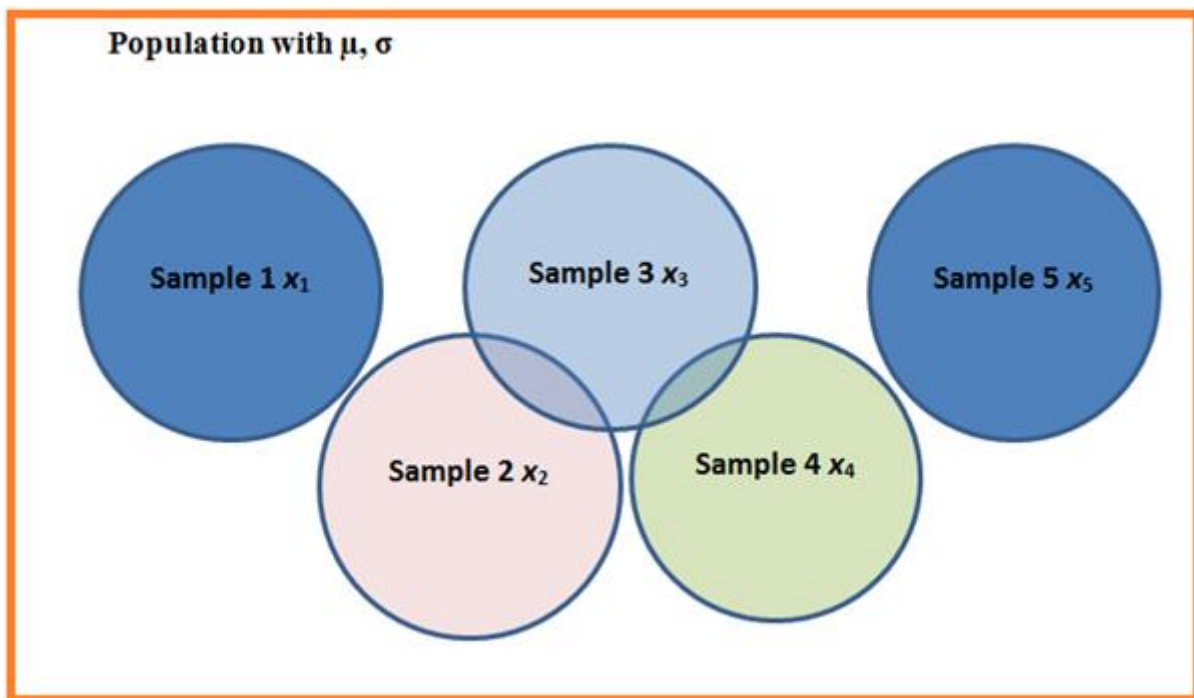 Population with μ, σ
Sample 1 x₁
Sample 3 x₃
Sample 5 x₅
Sample 2 x₂
Sample 4 x₄